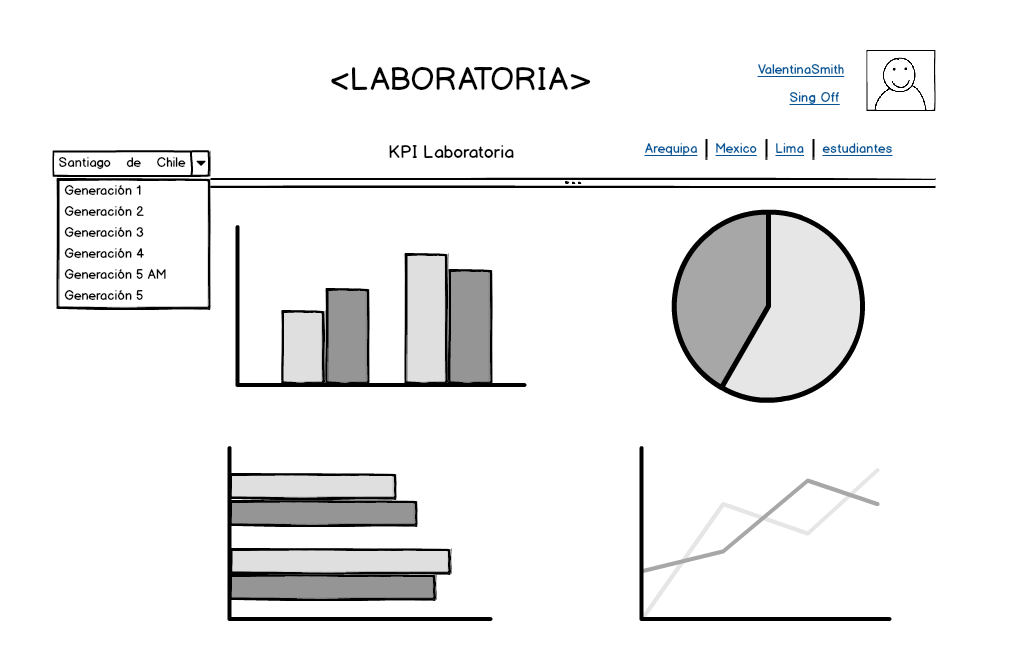 <LABORATORIA>
ValentinaSmith
Sing Off
Santiago de Chile
KPI Laboratoria
Arequipa | Mexico | Lima | estudiantes
Generación 1
Generación 2
Generación 3
Generación 4
Generación 5 AM
Generación 5